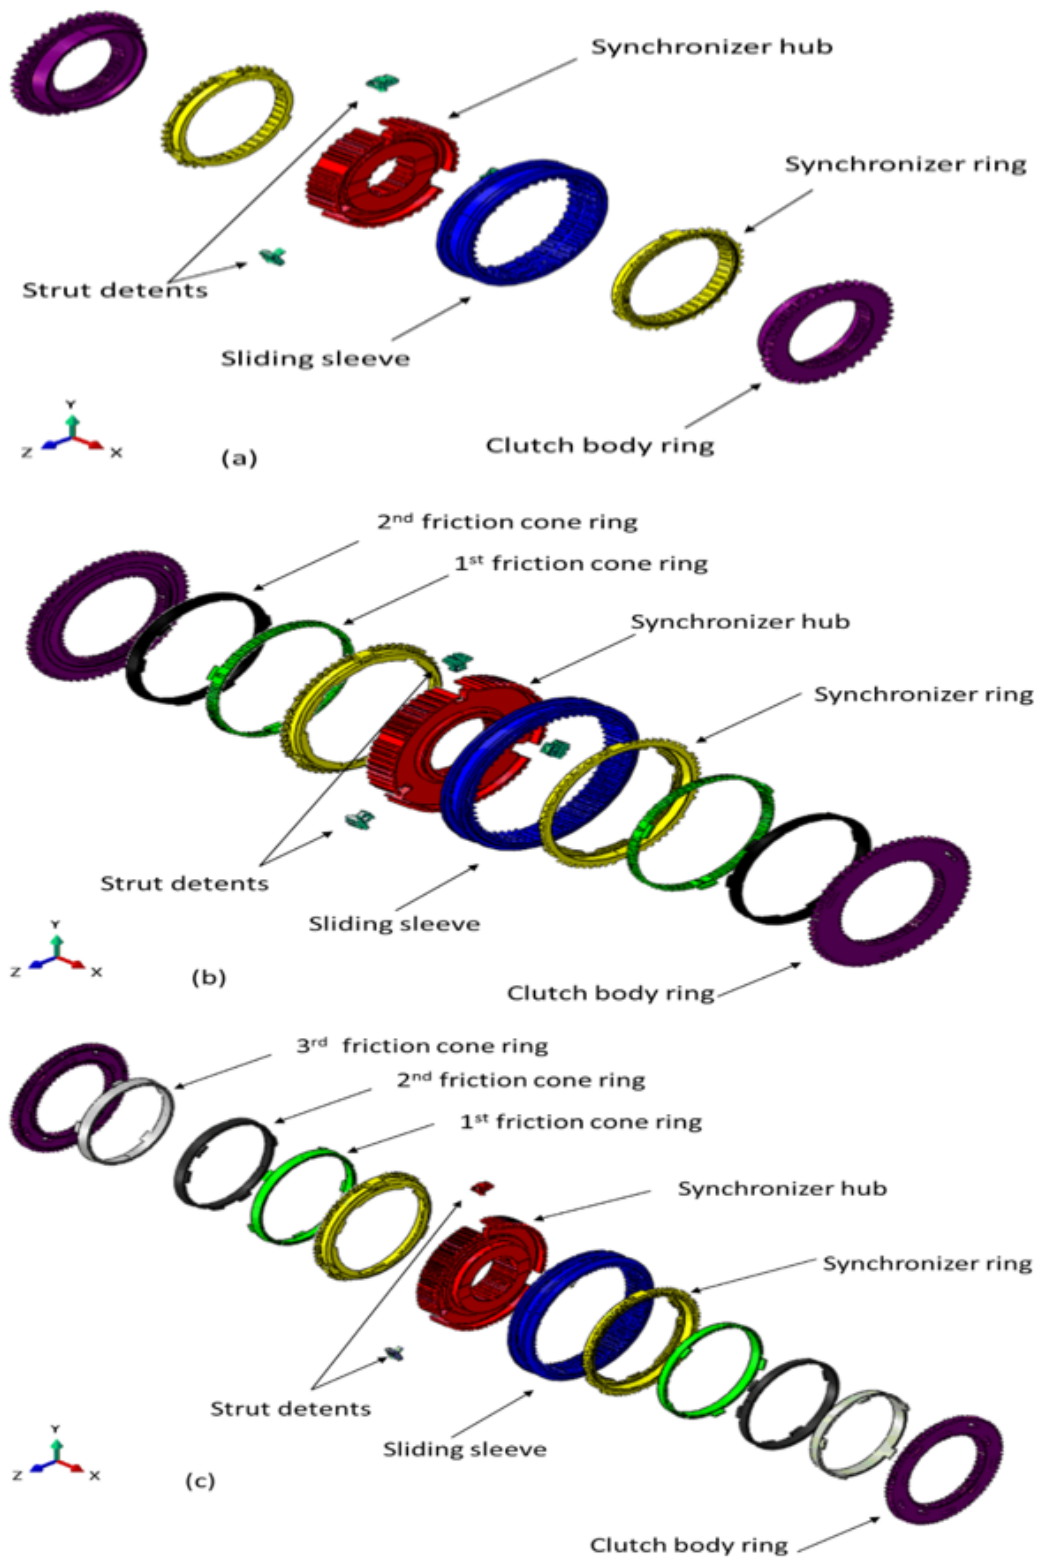 Synchronizer hub
Synchronizer ring
Strut detents
Sliding sleeve
Clutch body ring
Y
Z
X
(a)
2nd friction cone ring
1st friction cone ring
Synchronizer hub
Synchronizer ring
Strut detents
Sliding sleeve
Clutch body ring
Y
Z
X
(b)
3rd friction cone ring
2nd friction cone ring
1st friction cone ring
Synchronizer hub
Synchronizer ring
Strut detents
Sliding sleeve
Clutch body ring
Y
Z
X
(c)